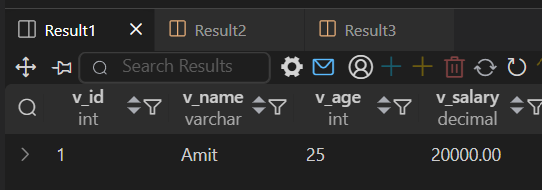 Result1 Result2 Result3
Search Results
v_id v_name v_age v_salary
int varchar int decimal
1 Amit 25 20000.00